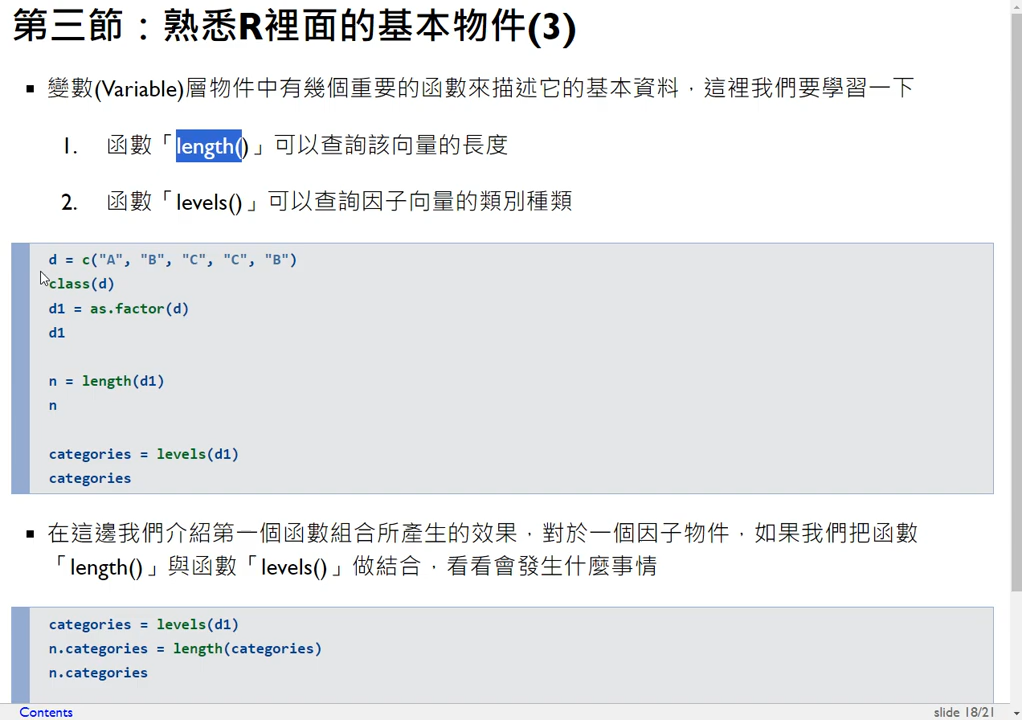 第三節：熟悉R裡面的基本物件(3)
▪ 變數(Variable)層物件中有幾個重要的函數來描述它的基本資料，這裡我們要學習一下
1. 函數「length()」可以查詢該向量的長度
2. 函數「levels()」可以查詢因子向量的類別種類
d = c("A", "B", "C", "C", "B")
class(d)
d1 = as.factor(d)
d1
n = length(d1)
n
categories = levels(d1)
categories
▪ 在這邊我們介紹第一個函數組合所產生的效果，對於一個因子物件，如果我們把函數
「length()」與函數「levels()」做結合，看看會發生什麼事情
categories = levels(d1)
n.categories = length(categories)
n.categories
Contents
slide 18/21